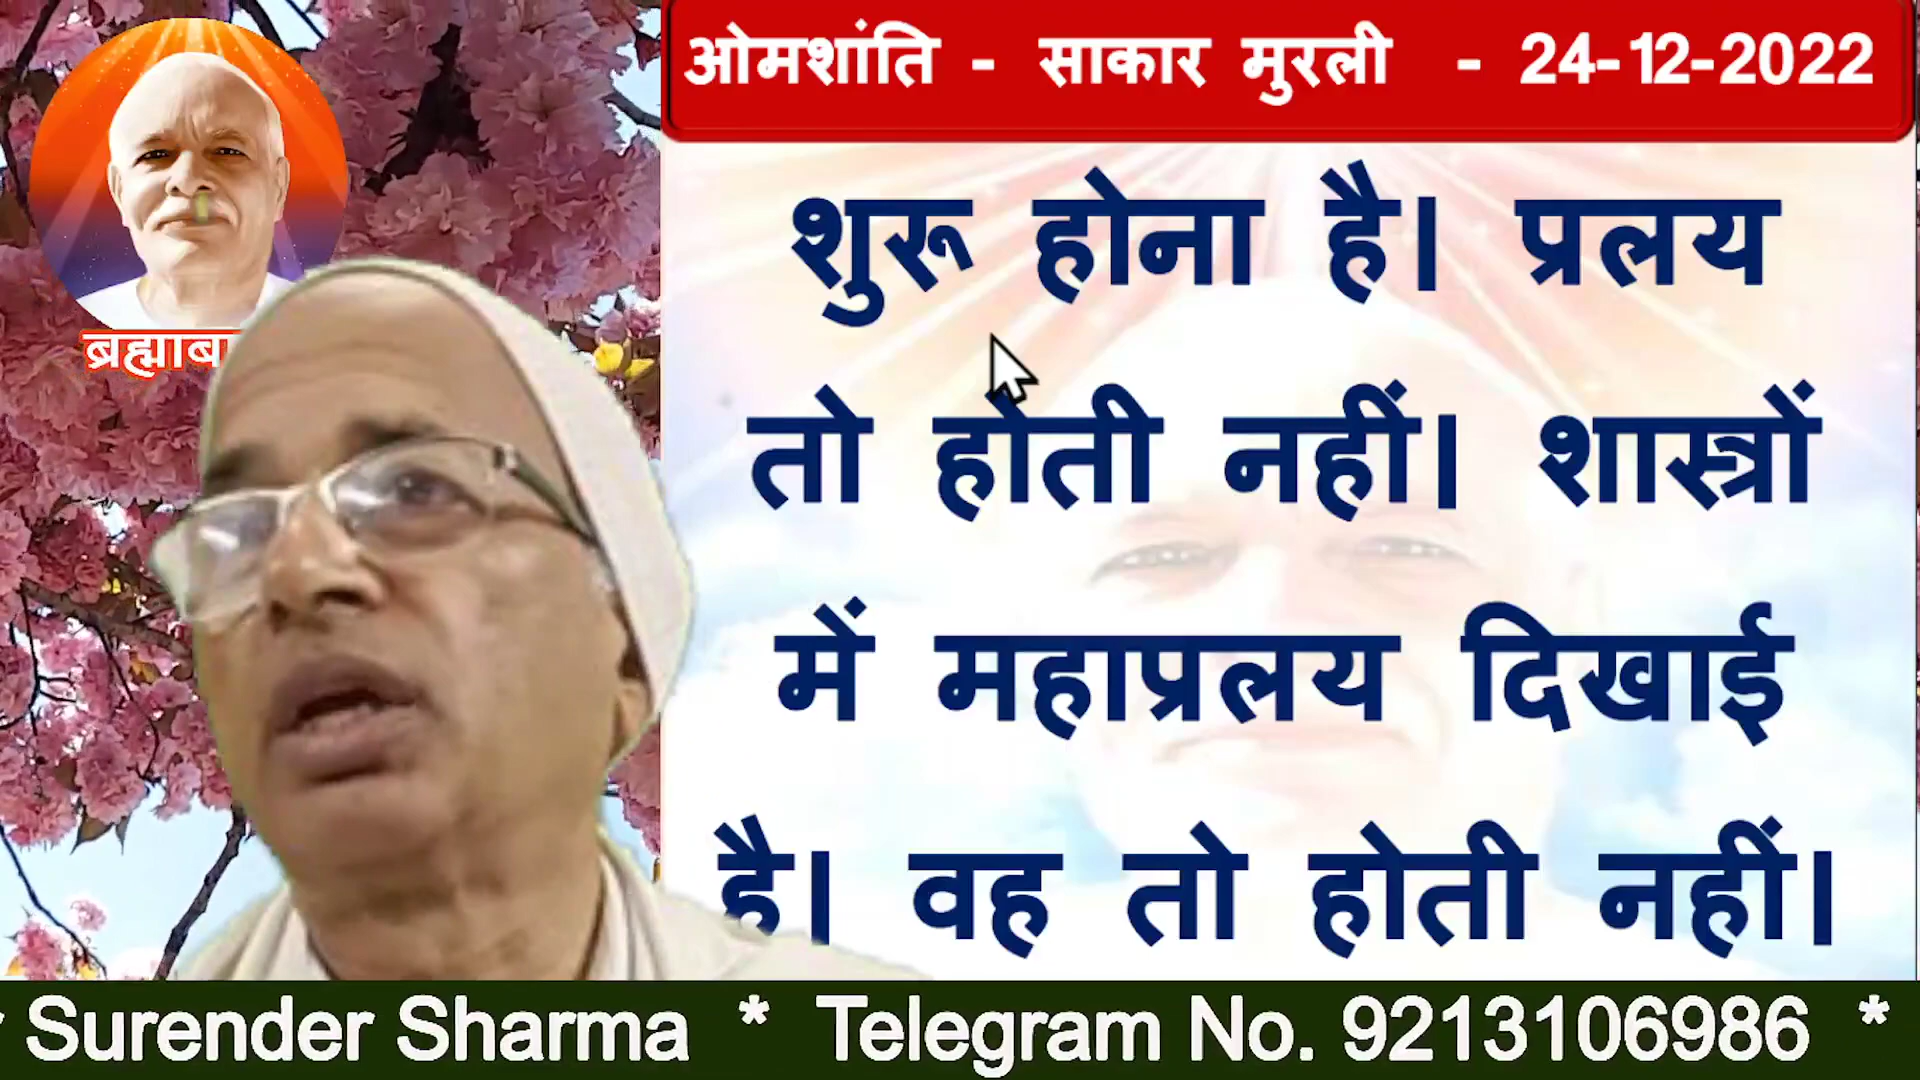 ओमशांति - साकार मुरली - 24-12-2022
शुरू होना है। प्रलय
तो होती नहीं। शास्त्रों
में महाप्रलय दिखाई
है। वह तो होती नहीं।
Surender Sharma * Telegram No. 9213106986 *